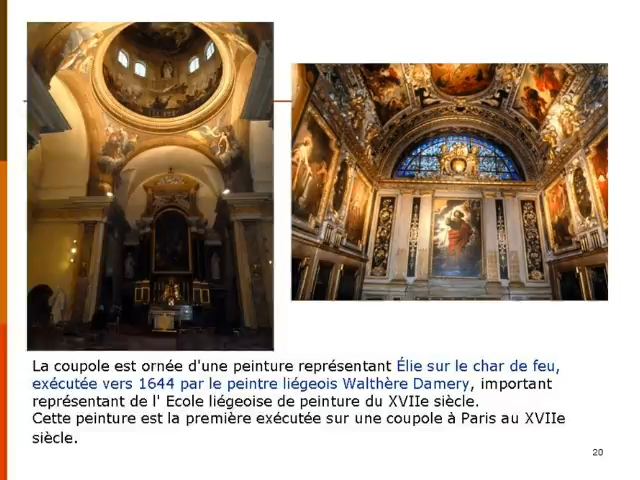 La coupole est ornée d'une peinture représentant Élie sur le char de feu,
exécutée vers 1644 par le peintre liégeois Walthère Damery, important
représentant de l' Ecole liégeoise de peinture du XVIIe siècle.
Cette peinture est la première exécutée sur une coupole à Paris au XVIIe
siècle.
20